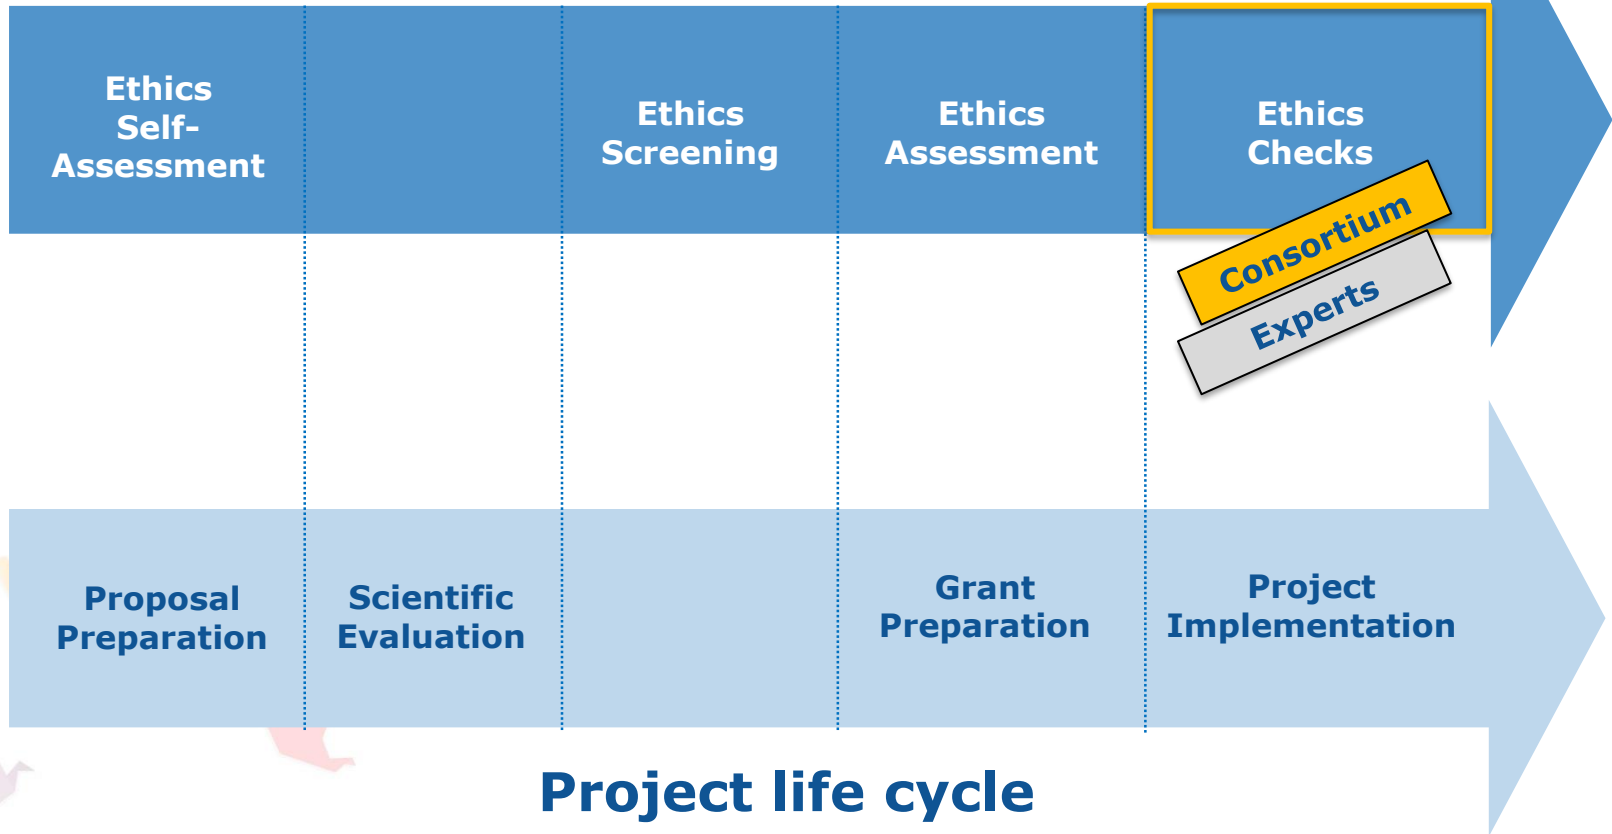 Ethics
Self-
Assessment
Ethics
Screening
Ethics
Assessment
Ethics
Checks
Consortium
Experts
Proposal
Preparation
Scientific
Evaluation
Grant
Preparation
Project
Implementation
Project life cycle